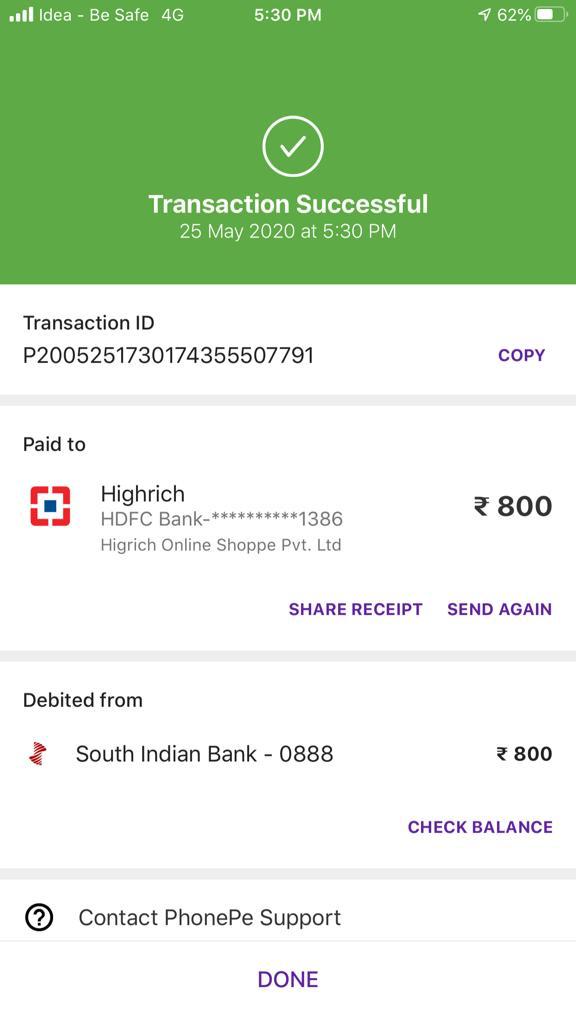 Idea - Be Safe 4G 5:30 PM 62%
Transaction Successful
25 May 2020 at 5:30 PM
Transaction ID
P2005251730174355507791 COPY
Paid to
Highrich
HDFC Bank-**********1386
Higrich Online Shoppe Pvt. Ltd
₹ 800
SHARE RECEIPT SEND AGAIN
Debited from
South Indian Bank - 0888 ₹ 800
CHECK BALANCE
Contact PhonePe Support
DONE